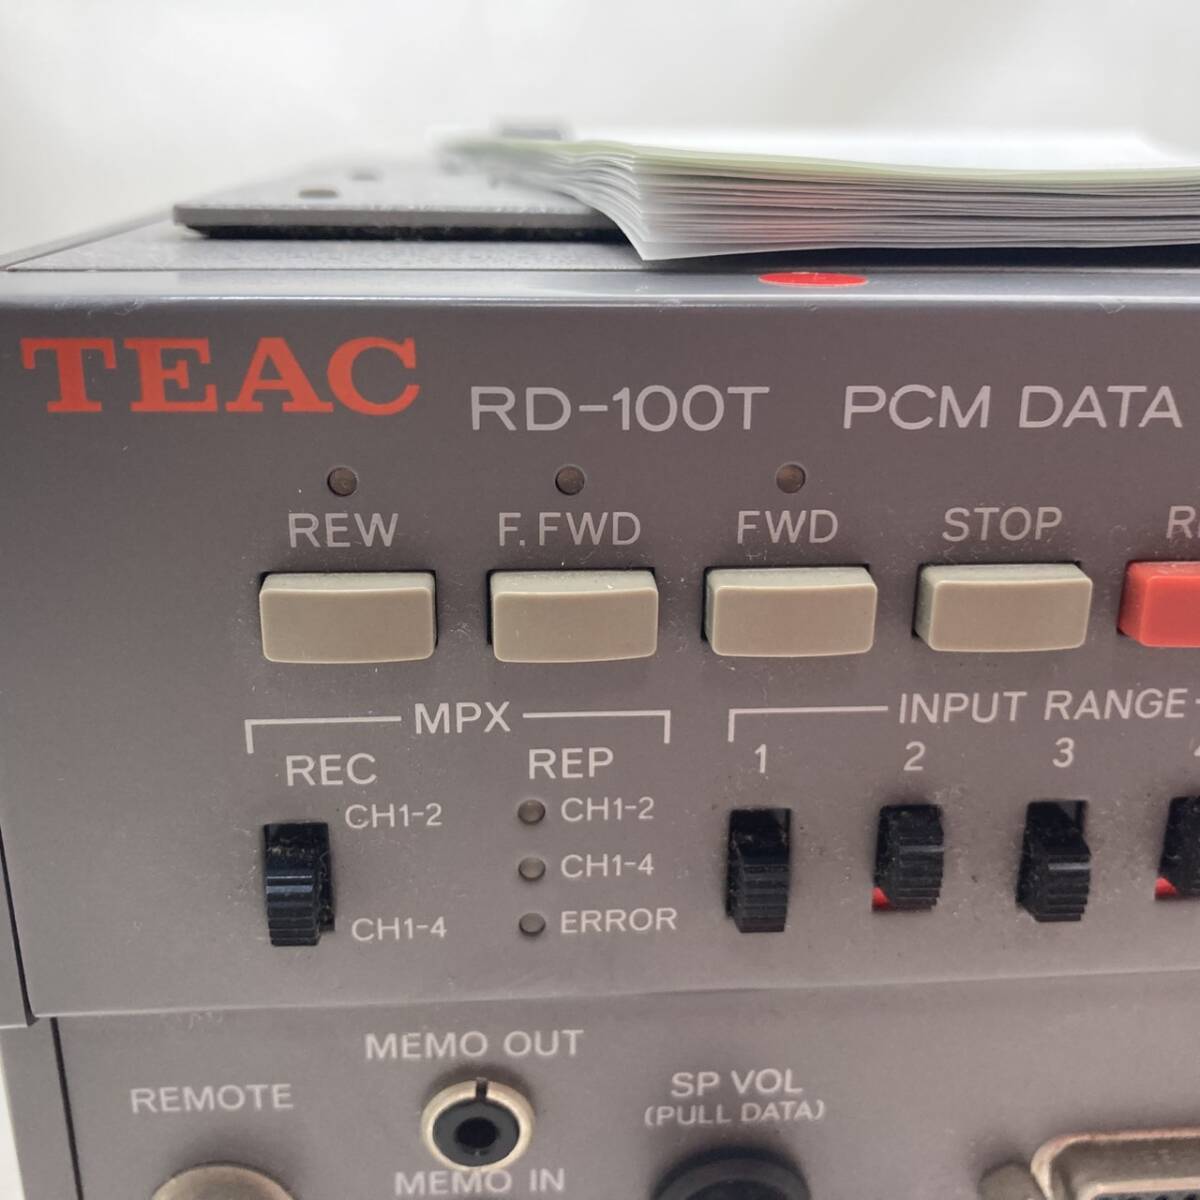 TEAC RD-100T PCM DATA
REW F.FWD FWD STOP
MPX INPUT RANGE
REC REP 1 2 3
CH1-2 CH1-2
CH1-4
CH1-4 ERROR
MEMO OUT
REMOTE SP VOL
(PULL DATA)
MEMO IN